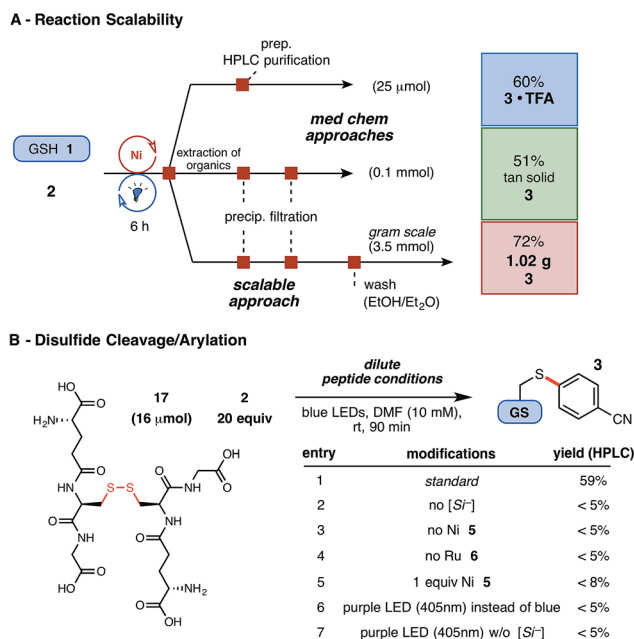 A - Reaction Scalability
prep.
HPLC purification
(25 μmol)
60%
3 • TFA
med chem
approaches
GSH 1
Ni
extraction of
organics
(0.1 mmol)
51%
tan solid
3
2
6 h
precip. filtration
gram scale
(3.5 mmol)
72%
1.02 g
3
scalable
approach
wash
(EtOH/Et2O)
B - Disulfide Cleavage/Arylation
17
(16 μmol)
2
20 equiv
dilute
peptide conditions
blue LEDs, DMF (10 mM),
rt, 90 min
3
S
GS
CN
HO
O
H2N
O
NH
S–S
O
NH
O
HO
O
NH
OH
O
NH
O
NH2
O
OH
entry modifications yield (HPLC)
1 standard 59%
2 no [Si–] < 5%
3 no Ni 5 < 5%
4 no Ru 6 < 5%
5 1 equiv Ni 5 < 8%
6 purple LED (405nm) instead of blue < 5%
7 purple LED (405nm) w/o [Si–] < 5%